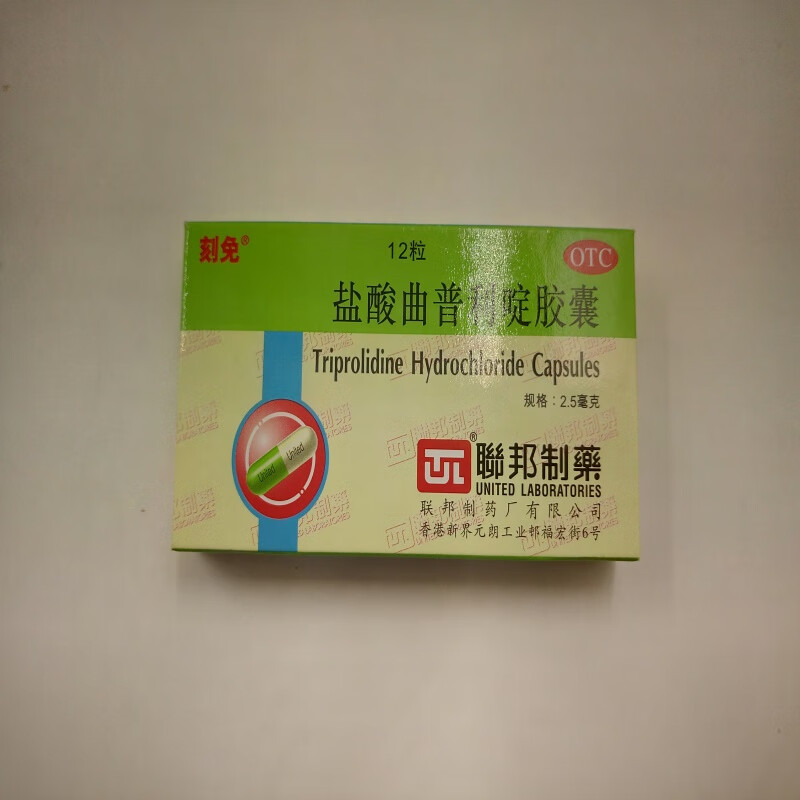 刻免®
12粒
OTC
盐酸曲普利啶胶囊
Triprolidine Hydrochloride Capsules
规格：2.5毫克
United United
®
聯邦制藥
UNITED LABORATORIES
联邦制药厂有限公司
香港新界元朗工业邨福宏街6号